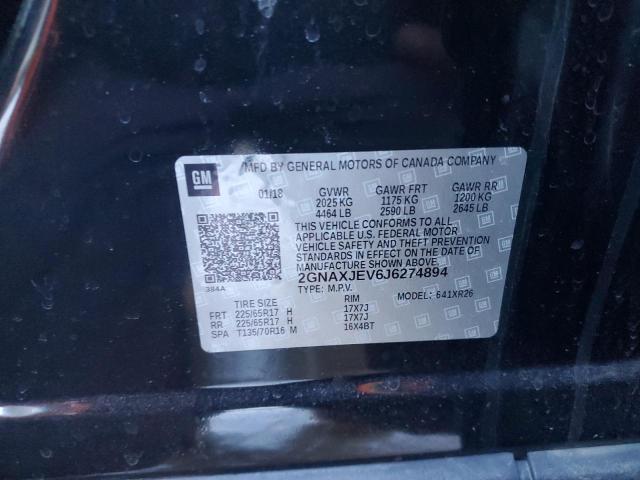 GM
MFD BY GENERAL MOTORS OF CANADA COMPANY
01/18 GVWR GAWR FRT GAWR RR
2025 KG 1175 KG 1200 KG
4464 LB 2590 LB 2645 LB
THIS VEHICLE CONFORMS TO ALL
APPLICABLE U.S. FEDERAL MOTOR
VEHICLE SAFETY AND THEFT PREVENTION
STANDARDS IN EFFECT ON THE DATE
OF MANUFACTURE SHOWN ABOVE.
384A
2GNAXJEV6J6274894
TYPE: M.P.V. MODEL: 641XR26
TIRE SIZE RIM
FRT 225/65R17 H 17X7J
RR 225/65R17 H 17X7J
SPA T135/70R16 M 16X4BT